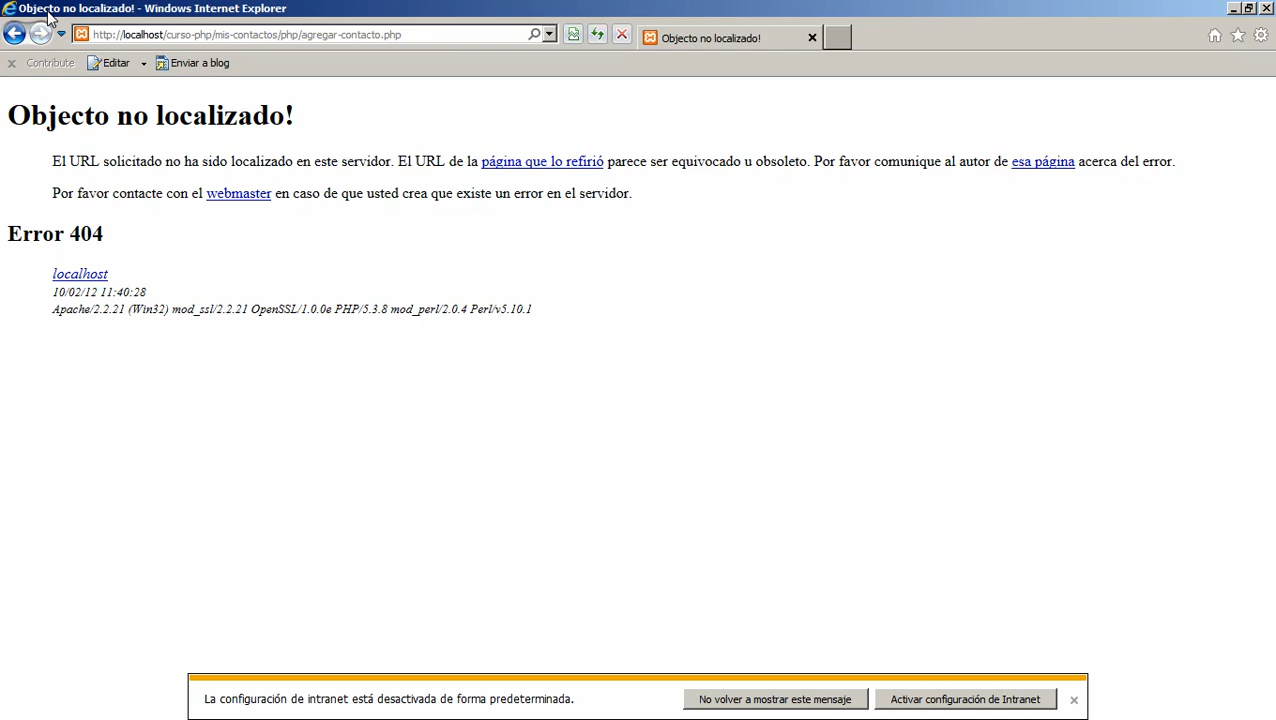 Objecto no localizado! - Windows Internet Explorer
http://localhost/curso-php/mis-contactos/php/agregar-contacto.php
Objecto no localizado!
x Contribute Editar Enviar a blog
Objecto no localizado!
El URL solicitado no ha sido localizado en este servidor. El URL de la página que lo refirió parece ser equivocado u obsoleto. Por favor comunique al autor de esa página acerca del error.
Por favor contacte con el webmaster en caso de que usted crea que existe un error en el servidor.
Error 404
localhost
10/02/12 11:40:28
Apache/2.2.21 (Win32) mod_ssl/2.2.21 OpenSSL/1.0.0e PHP/5.3.8 mod_perl/2.0.4 Perl/v5.10.1
La configuración de intranet está desactivada de forma predeterminada. No volver a mostrar este mensaje Activar configuración de Intranet